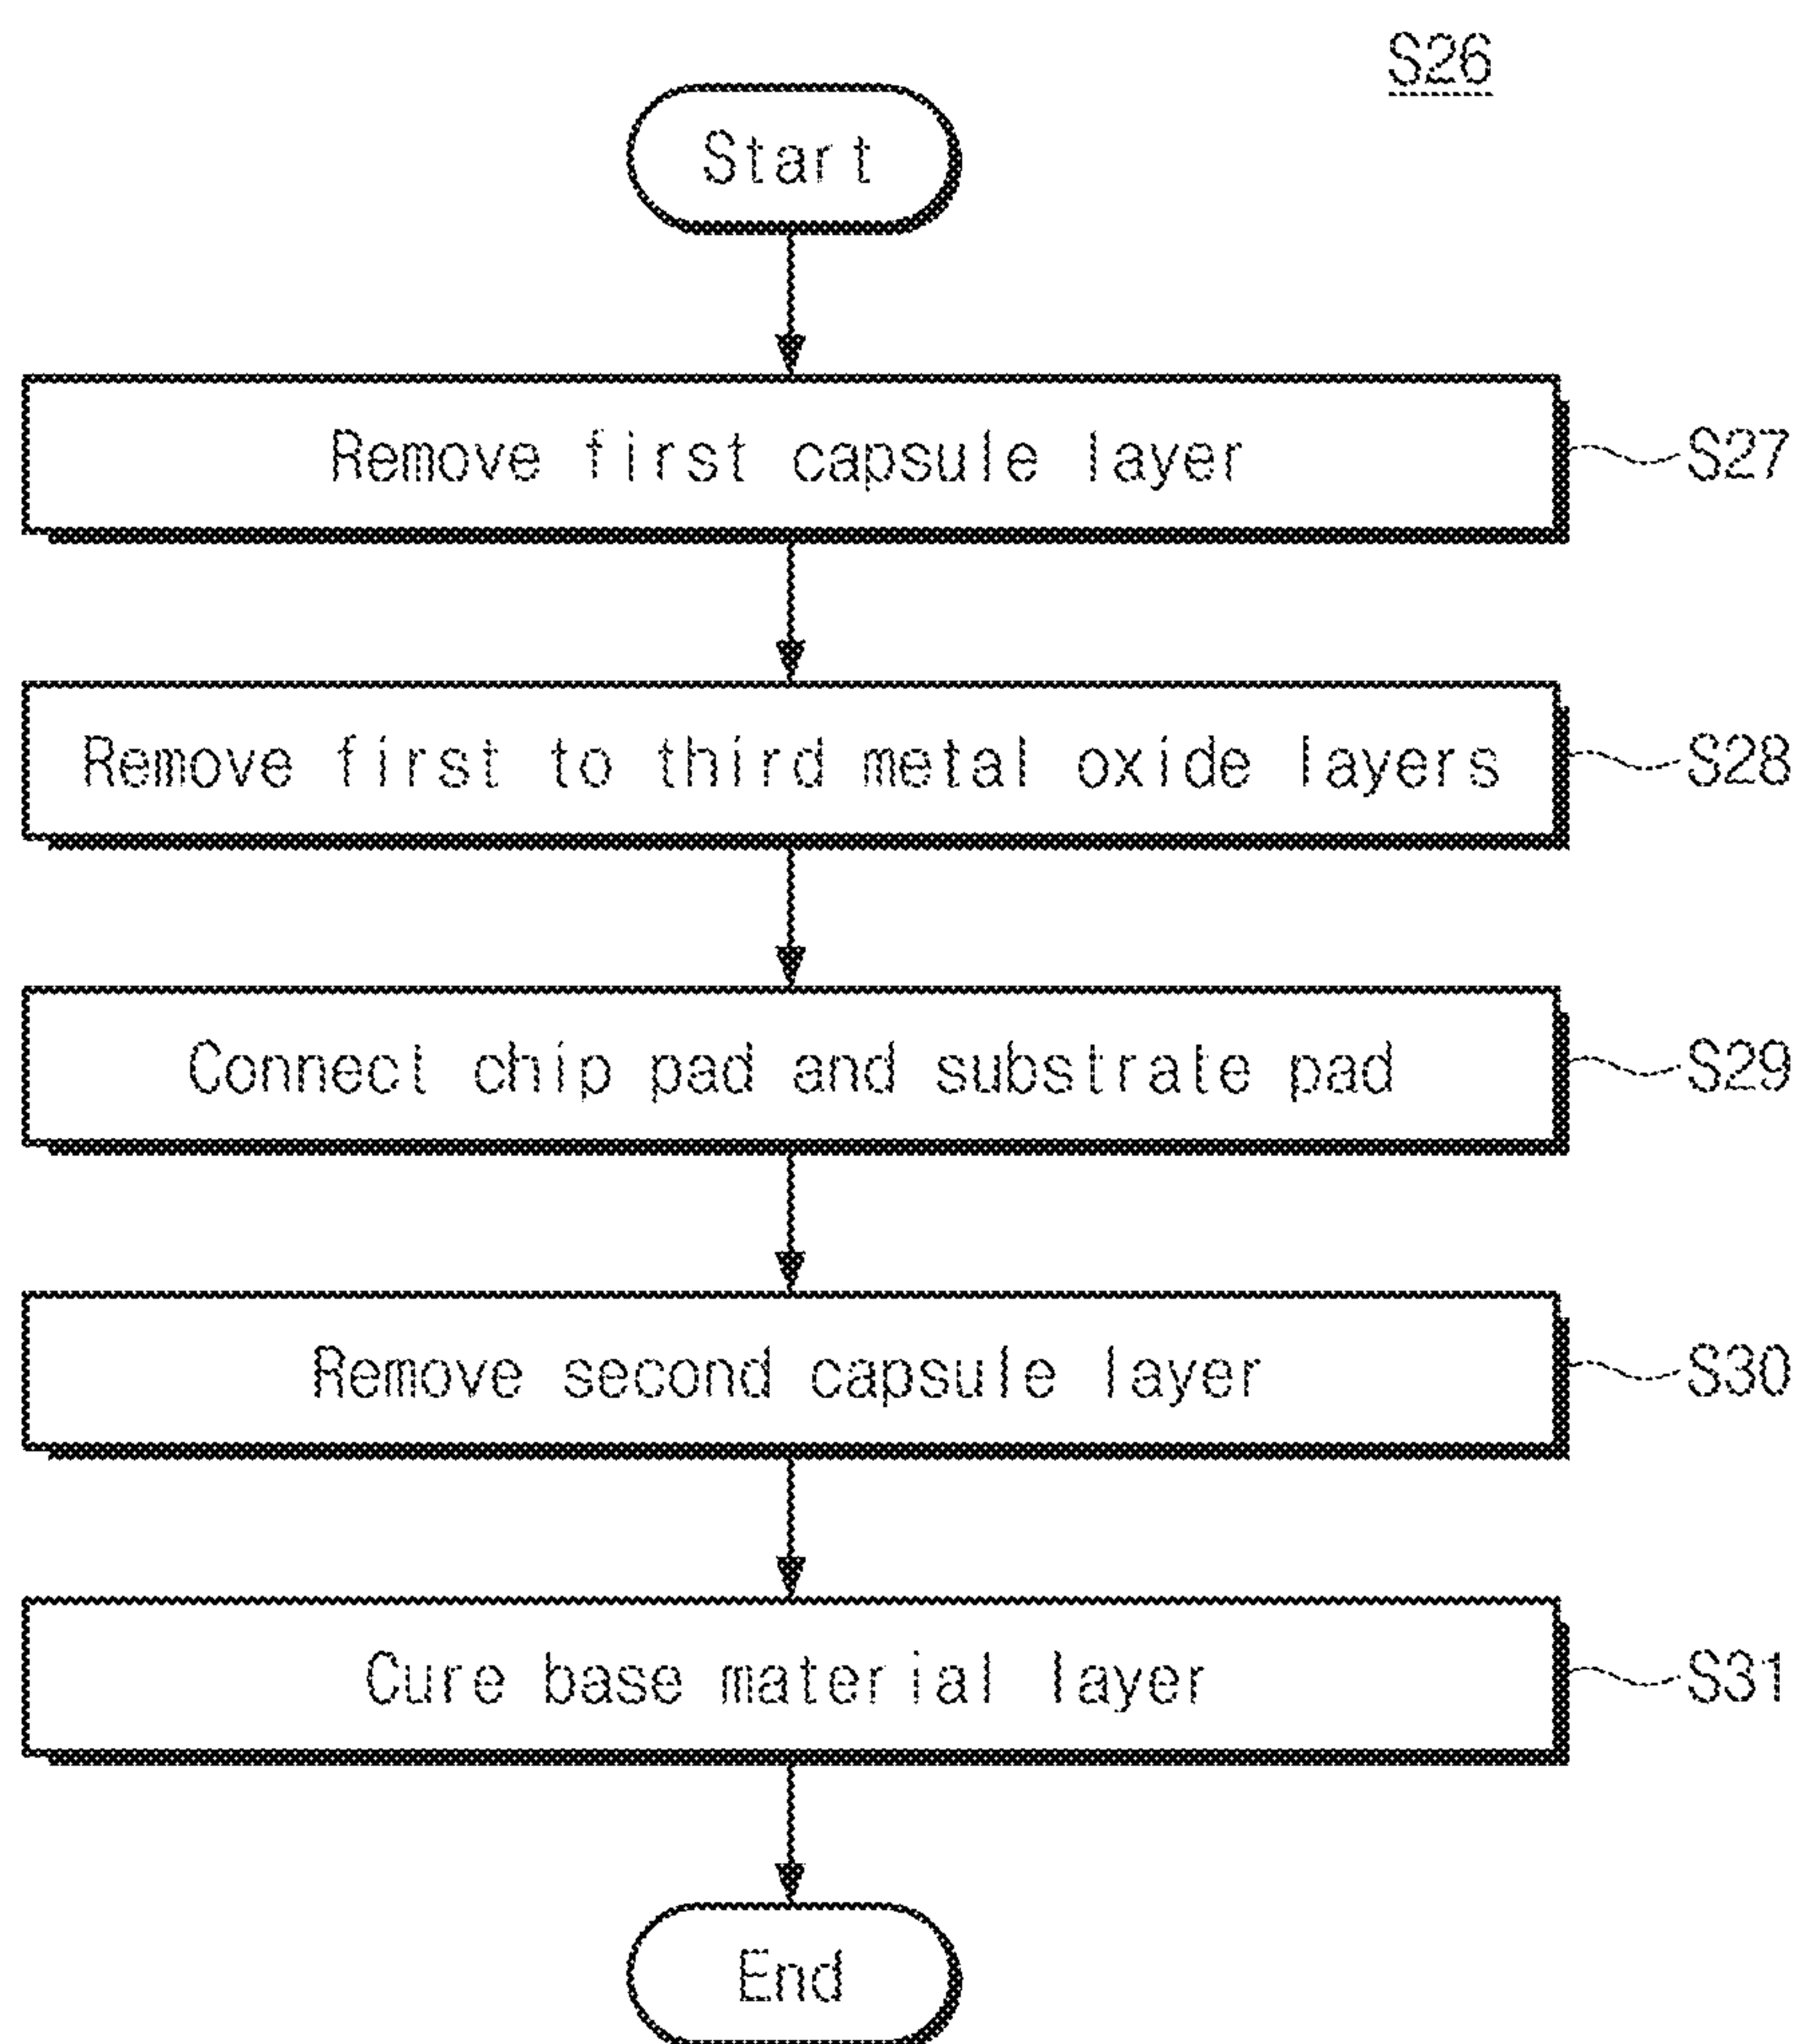 S26
Start
Remove first capsule layer
S27
Remove first to third metal oxide layers
S28
Connect chip pad and substrate pad
S29
Remove second capsule layer
S30
Cure base material layer
S31
End